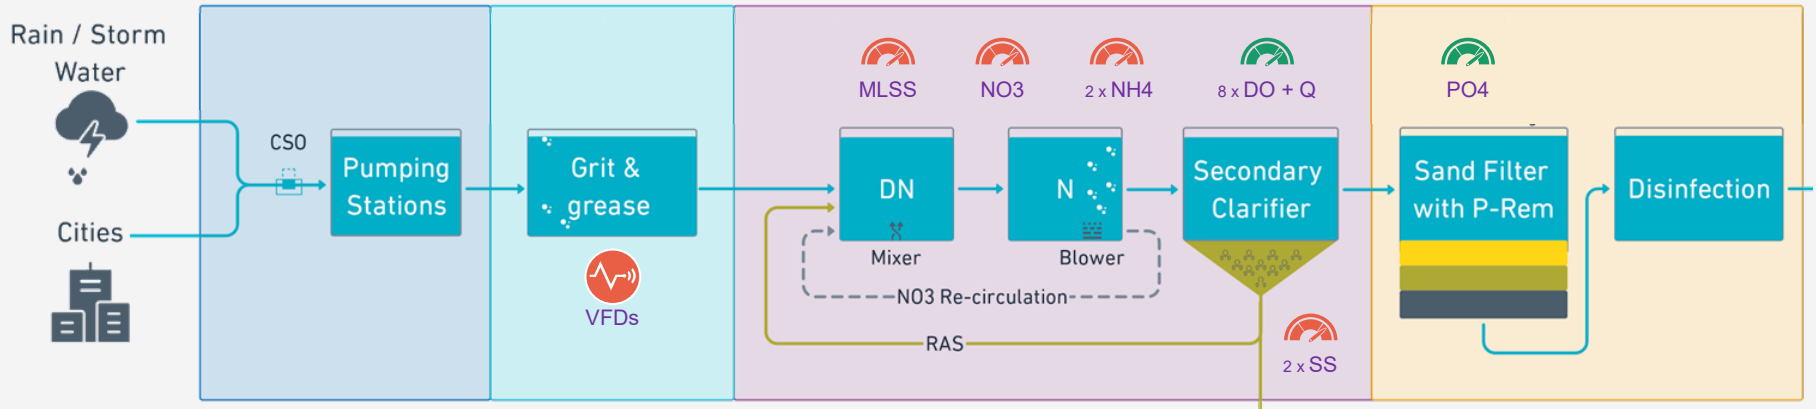 Rain / Storm
Water
Cities
CSO
Pumping
Stations
Grit &
grease
VFDs
MLSS
NO3
2 x NH4
8 x DO + Q
PO4
DN
N
Secondary
Clarifier
Sand Filter
with P-Rem
Disinfection
Mixer
Blower
NO3 Re-circulation
RAS
2 x SS